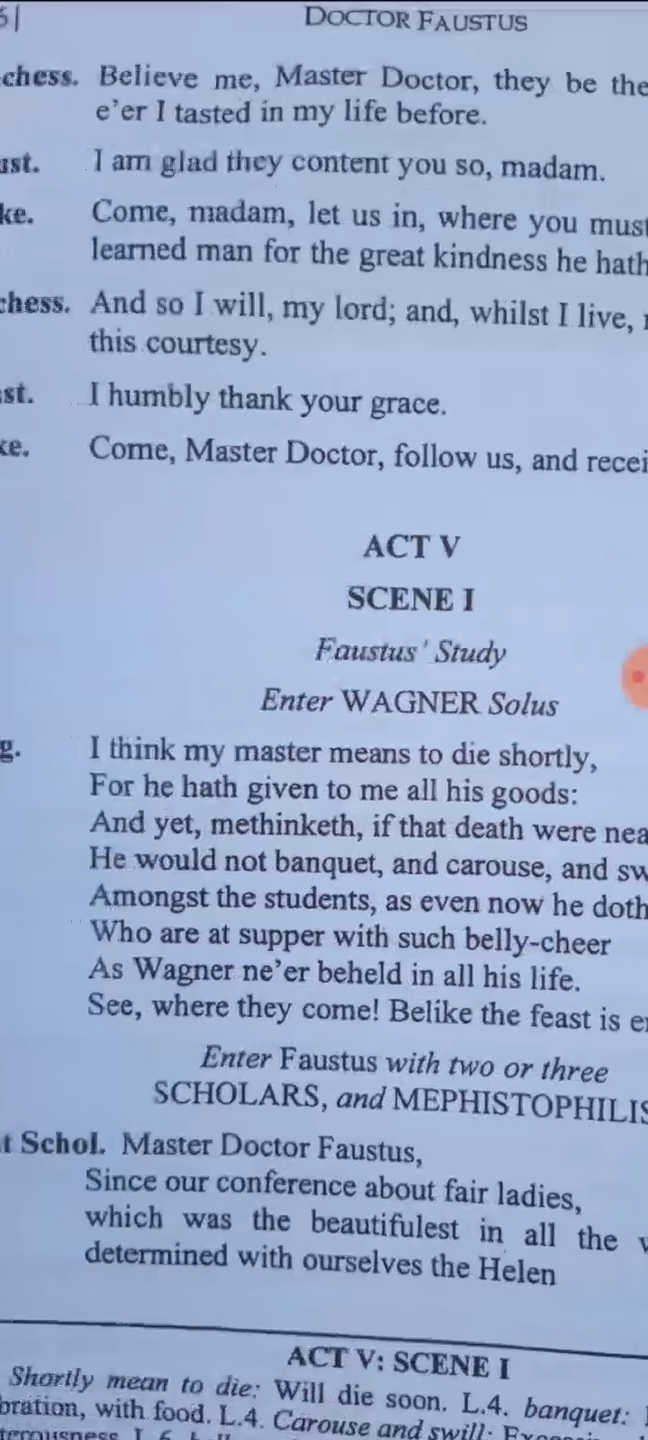 DOCTOR FAUSTUS
chess. Believe me, Master Doctor, they be the
e'er I tasted in my life before.
ust. I am glad they content you so, madam.
ke. Come, madam, let us in, where you must
learned man for the great kindness he hath
chess. And so I will, my lord; and, whilst I live,
this courtesy.
st. I humbly thank your grace.
ke. Come, Master Doctor, follow us, and recei
ACT V
SCENE I
Faustus' Study
Enter WAGNER Solus
g. I think my master means to die shortly,
For he hath given to me all his goods:
And yet, methinketh, if that death were nea
He would not banquet, and carouse, and sw
Amongst the students, as even now he doth
Who are at supper with such belly-cheer
As Wagner ne'er beheld in all his life.
See, where they come! Belike the feast is e
Enter Faustus with two or three
SCHOLARS, and MEPHISTOPHILIS
t Schol. Master Doctor Faustus,
Since our conference about fair ladies,
which was the beautifulest in all the
determined with ourselves the Helen
ACT V: SCENE I
Shortly mean to die: Will die soon. L.4. banquet:
bration, with food. L.4. Carouse and swill: